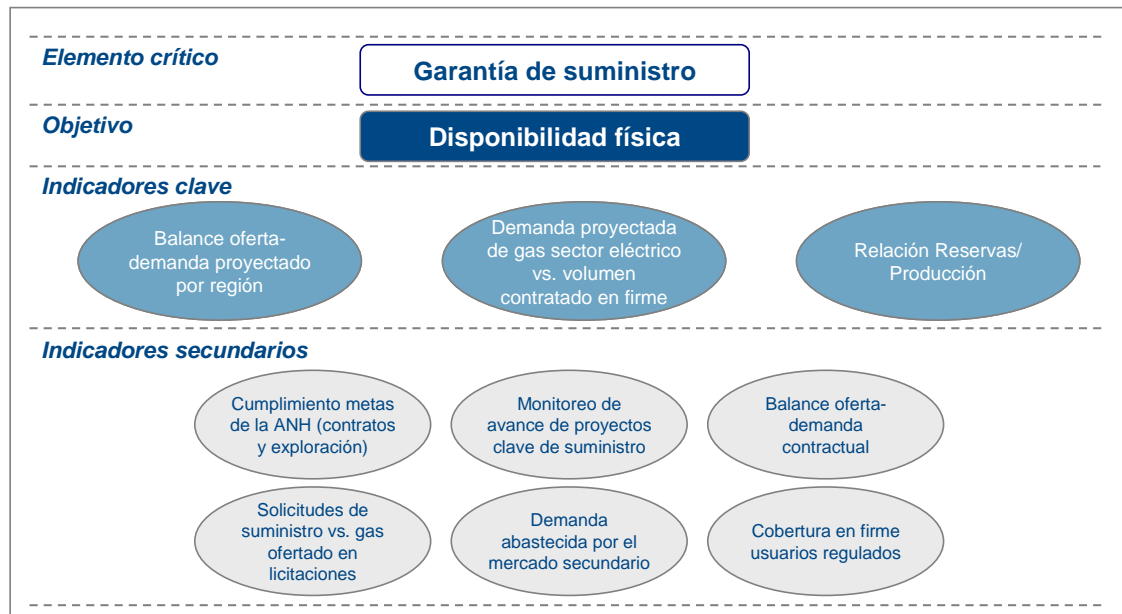 Elemento crítico
Garantía de suministro
Objetivo
Disponibilidad física
Indicadores clave
Balance oferta-
demanda proyectado
por región
Demanda proyectada
de gas sector eléctrico
vs. volumen
contratado en firme
Relación Reservas/
Producción
Indicadores secundarios
Cumplimiento metas
de la ANH (contratos
y exploración)
Monitoreo de
avance de proyectos
clave de suministro
Balance oferta-
demanda
contractual
Solicitudes de
suministro vs. gas
ofertado en
licitaciones
Demanda
abastecida por el
mercado secundario
Cobertura en firme
usuarios regulados